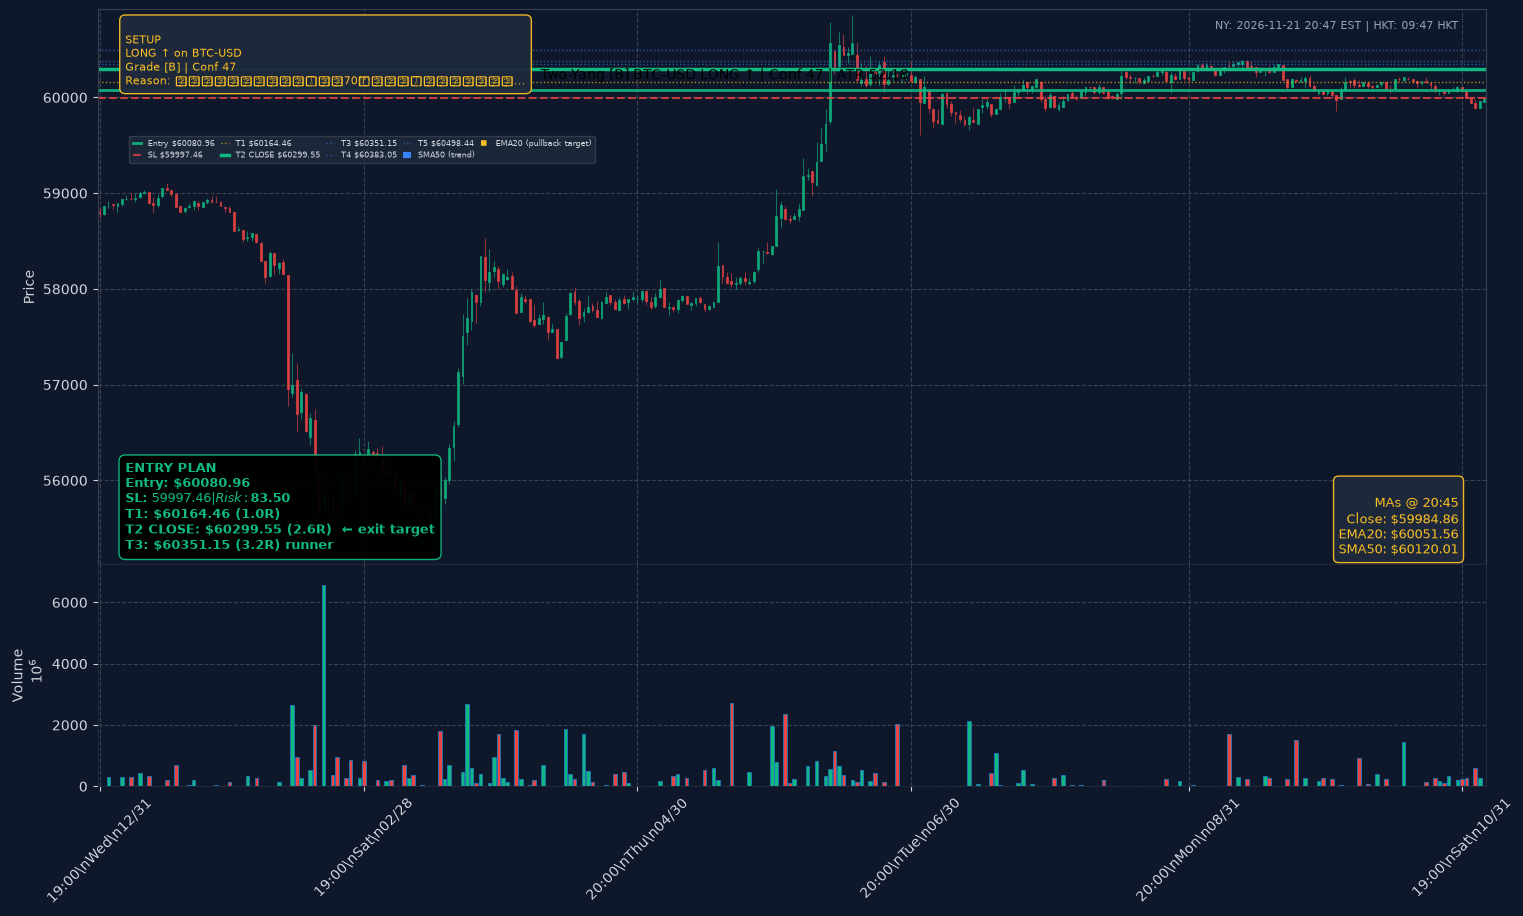 NY: 2026-11-21 20:47 EST | HKT: 09:47 HKT
SETUP
LONG ↑ on BTC-USD
Grade [B] | Conf 47
Reason: 70 ...
BTC-USD LONG ↑ | Conf 47
Entry $60080.96
SL $59997.46
T1 $60164.46
T2 CLOSE $60299.55
T3 $60351.15
T4 $60383.05
T5 $60498.44
SMA50 (trend)
EMA20 (pullback target)
Price
60000
59000
58000
57000
56000
ENTRY PLAN
Entry: $60080.96
SL: 59997.46|Risk:83.50
T1: $60164.46 (1.0R)
T2 CLOSE: $60299.55 (2.6R) ← exit target
T3: $60351.15 (3.2R) runner
MAs @ 20:45
Close: $59984.86
EMA20: $60051.56
SMA50: $60120.01
Volume
10⁶
6000
4000
2000
0
19:00\nWed\n12/31
19:00\nSat\n02/28
20:00\nThu\n04/30
20:00\nTue\n06/30
20:00\nMon\n08/31
19:00\nSat\n10/31